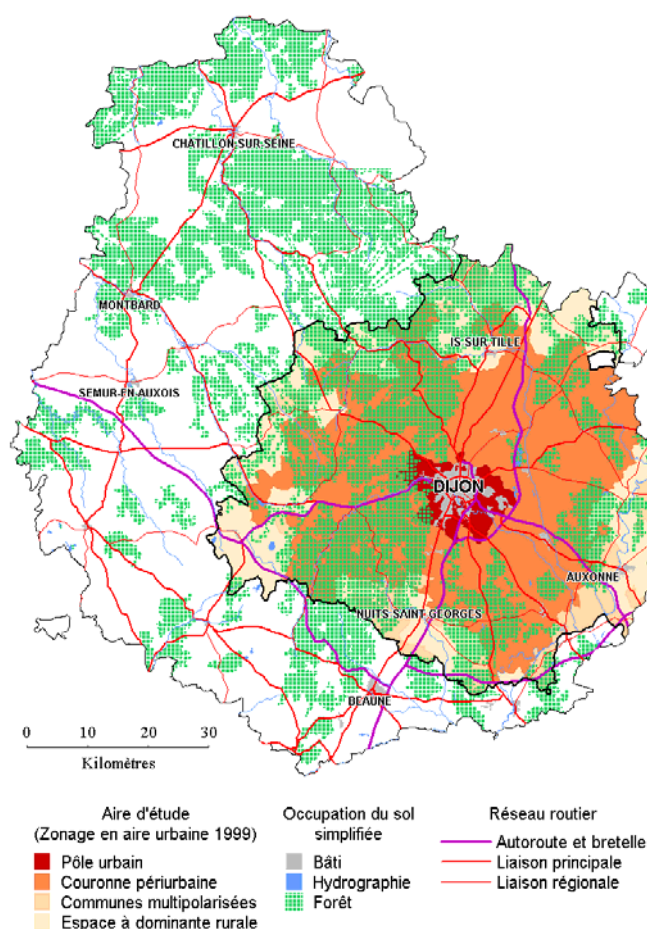 CHATILLON-SUR-SEINE
MONTBARD
IS-SUR-TILLE
SEMUR-EN-AUXOIS
DIJON
AUXONNE
NUITS-SAINT-GEORGES
BEAUNE
0 10 20 30
Kilomètres
Aire d'étude
(Zonage en aire urbaine 1999)
Pôle urbain
Couronne périurbaine
Communes multipolarisées
Espace à dominante rurale
Occupation du sol
simplifiée
Bâti
Hydrographie
Forêt
Réseau routier
Autoroute et bretelle
Liaison principale
Liaison régionale